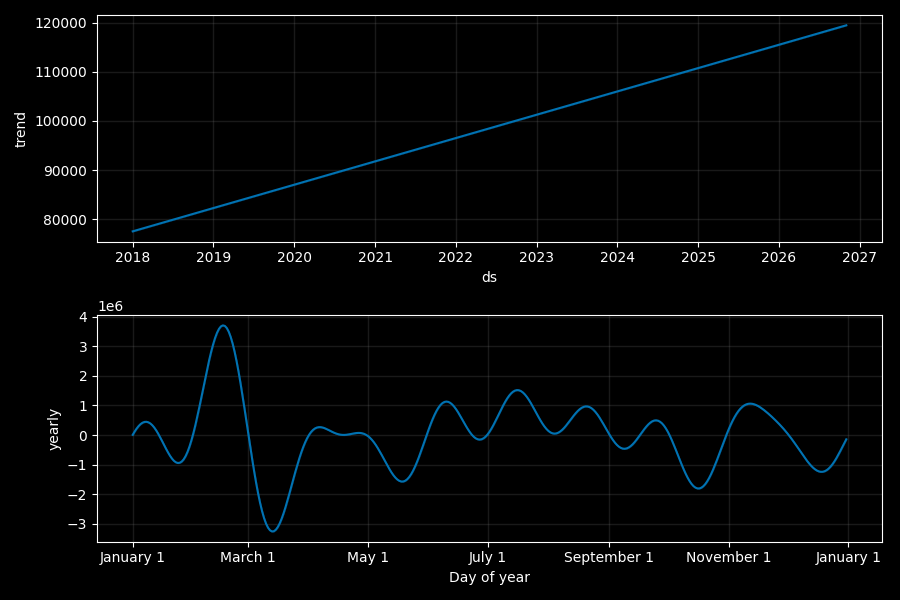 120000
110000
100000
90000
80000
trend
2018 2019 2020 2021 2022 2023 2024 2025 2026 2027
ds
1e6
4
3
2
1
0
−1
−2
−3
yearly
January 1 March 1 May 1 July 1 September 1 November 1 January 1
Day of year